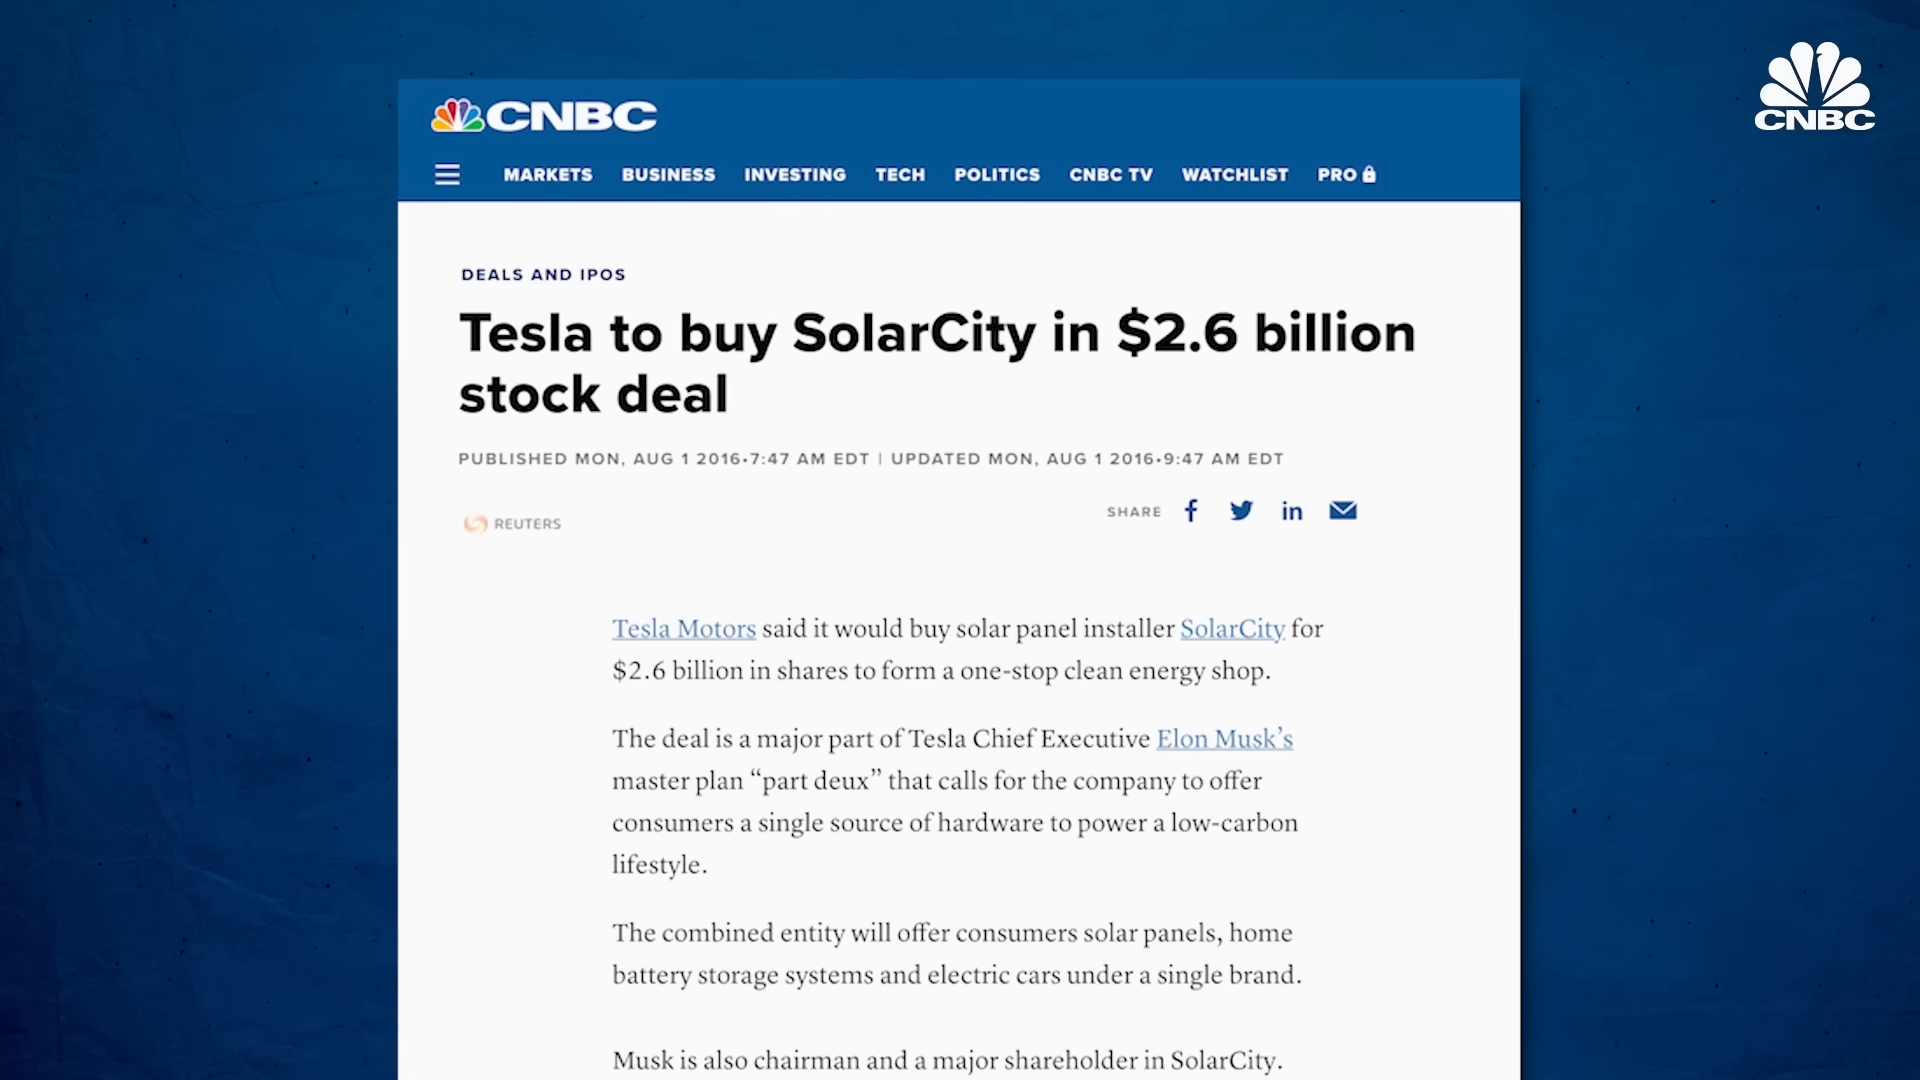 CNBC
CNBC
MARKETS BUSINESS INVESTING TECH POLITICS CNBC TV WATCHLIST PRO
DEALS AND IPOS
Tesla to buy SolarCity in $2.6 billion
stock deal
PUBLISHED MON, AUG 1 2016•7:47 AM EDT | UPDATED MON, AUG 1 2016•9:47 AM EDT
SHARE f in
REUTERS
Tesla Motors said it would buy solar panel installer SolarCity for
$2.6 billion in shares to form a one-stop clean energy shop.
The deal is a major part of Tesla Chief Executive Elon Musk’s
master plan “part deux” that calls for the company to offer
consumers a single source of hardware to power a low-carbon
lifestyle.
The combined entity will offer consumers solar panels, home
battery storage systems and electric cars under a single brand.
Musk is also chairman and a major shareholder in SolarCity.